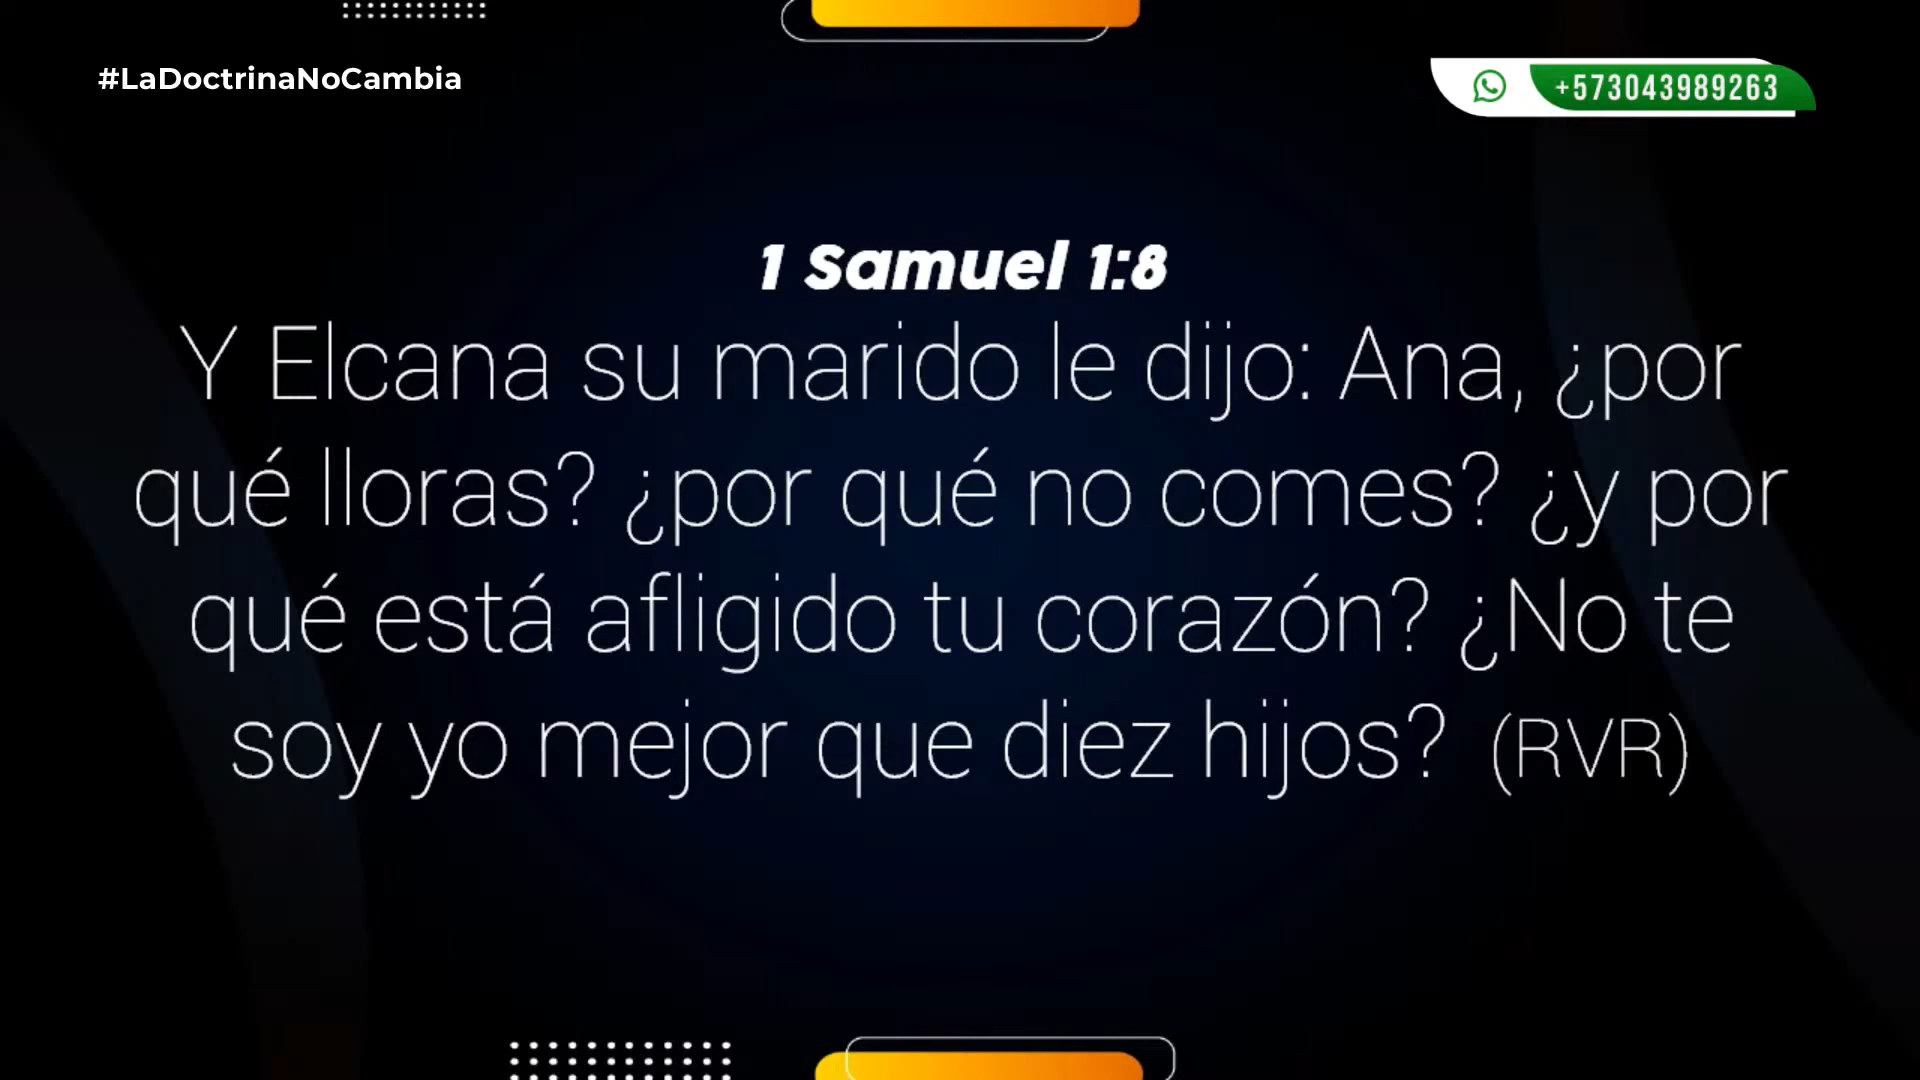 #LaDoctrinaNoCambia
+573043989263
1 Samuel 1:8
Y Elcana su marido le dijo: Ana, ¿por
qué lloras? ¿por qué no comes? ¿y por
qué está afligido tu corazón? ¿No te
soy yo mejor que diez hijos? (RVR)